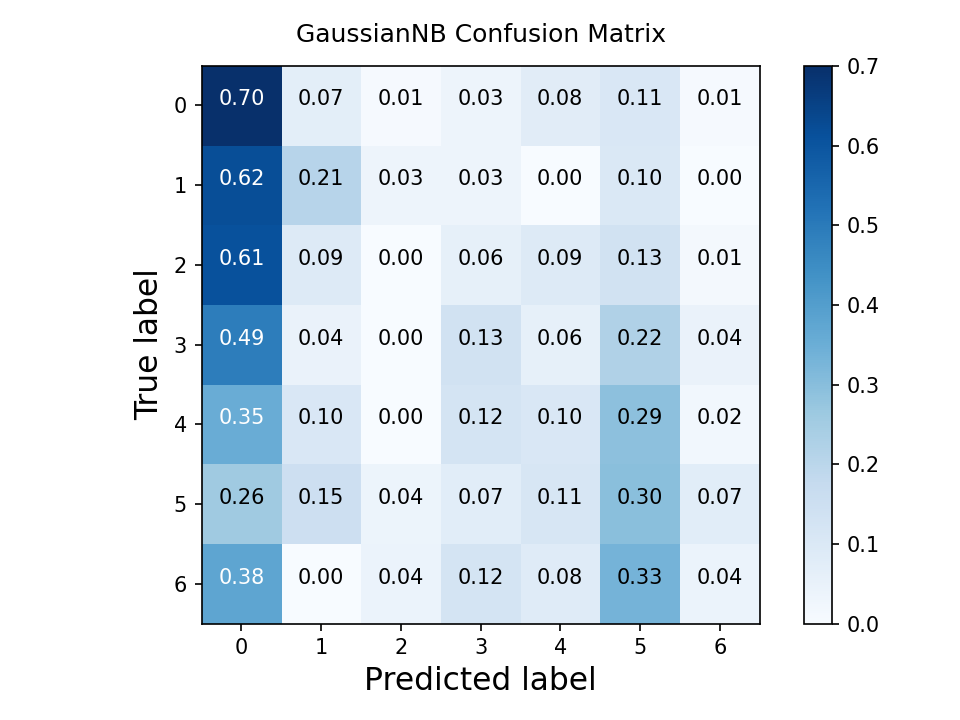 GaussianNB Confusion Matrix
True label
0 0.70 0.07 0.01 0.03 0.08 0.11 0.01
1 0.62 0.21 0.03 0.03 0.00 0.10 0.00
2 0.61 0.09 0.00 0.06 0.09 0.13 0.01
3 0.49 0.04 0.00 0.13 0.06 0.22 0.04
4 0.35 0.10 0.00 0.12 0.10 0.29 0.02
5 0.26 0.15 0.04 0.07 0.11 0.30 0.07
6 0.38 0.00 0.04 0.12 0.08 0.33 0.04
0 1 2 3 4 5 6
Predicted label
0.7
0.6
0.5
0.4
0.3
0.2
0.1
0.0